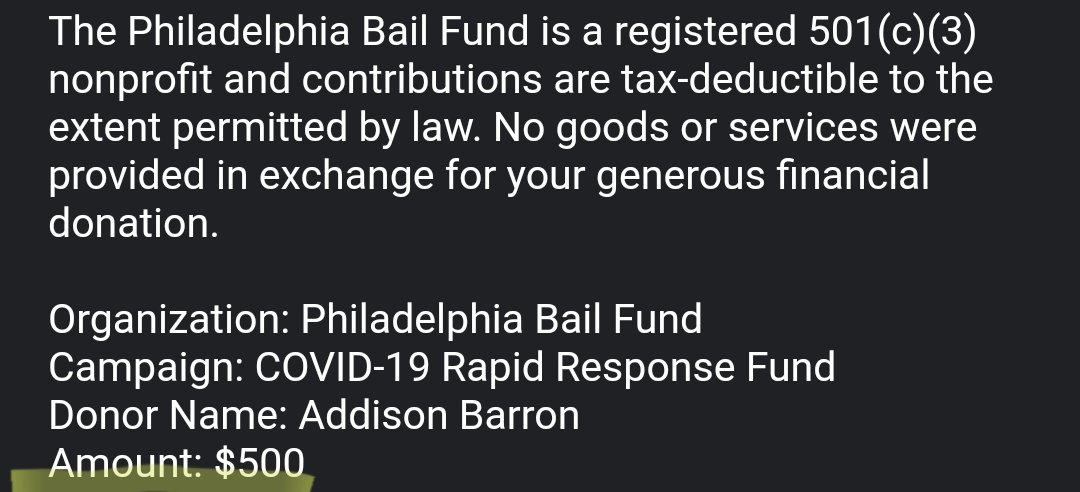 The Philadelphia Bail Fund is a registered 501(c)(3)
nonprofit and contributions are tax-deductible to the
extent permitted by law. No goods or services were
provided in exchange for your generous financial
donation.
Organization: Philadelphia Bail Fund
Campaign: COVID-19 Rapid Response Fund
Donor Name: Addison Barron
Amount: $500